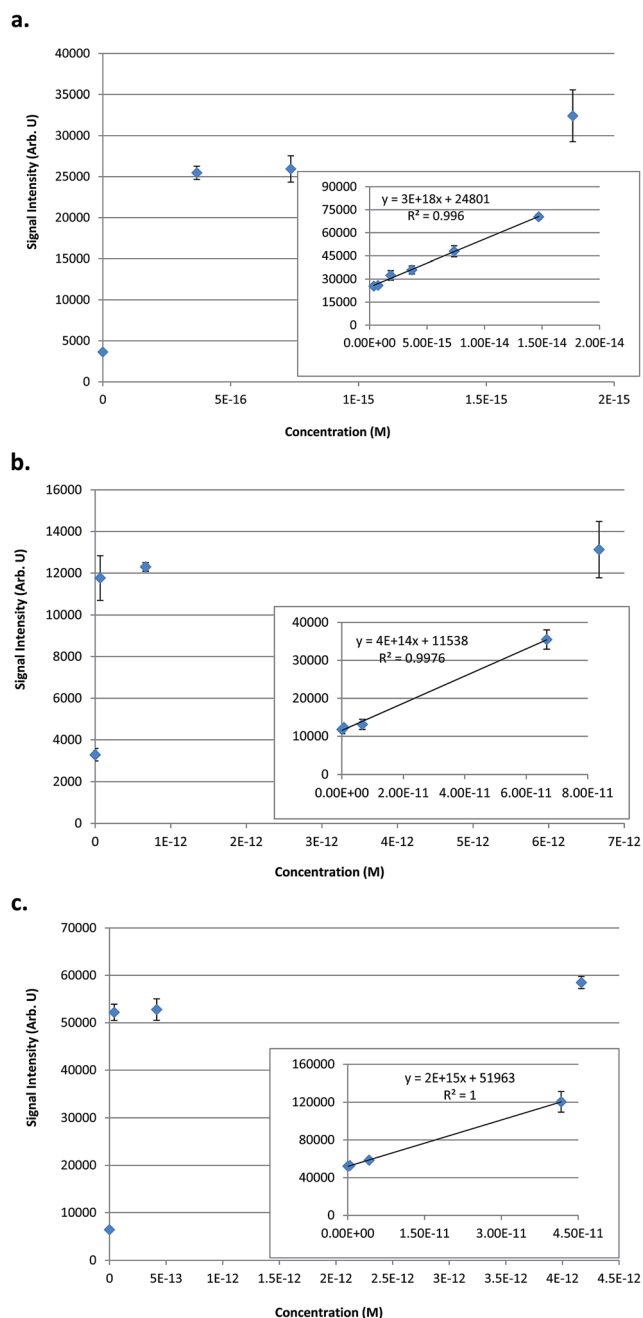 a.
40000
35000
30000
25000
20000
15000
10000
5000
0
Signal Intensity (Arb. U)
90000
75000
60000
45000
30000
15000
0
y = 3E+18x + 24801
R² = 0.996
0.00E+00 5.00E-15 1.00E-14 1.50E-14 2.00E-14
0 5E-16 1E-15 1.5E-15 2E-15
Concentration (M)
b.
16000
14000
12000
10000
8000
6000
4000
2000
0
Signal Intensity (Arb. U)
40000
30000
20000
10000
0
y = 4E+14x + 11538
R² = 0.9976
0.00E+00 2.00E-11 4.00E-11 6.00E-11 8.00E-11
0 1E-12 2E-12 3E-12 4E-12 5E-12 6E-12 7E-12
Concentration (M)
c.
70000
60000
50000
40000
30000
20000
10000
0
Signal Intensity (Arb. U)
160000
120000
80000
40000
0
y = 2E+15x + 51963
R² = 1
0.00E+00 1.50E-11 3.00E-11 4.50E-11
0 5E-13 1E-12 1.5E-12 2E-12 2.5E-12 3E-12 3.5E-12 4E-12 4.5E-12
Concentration (M)